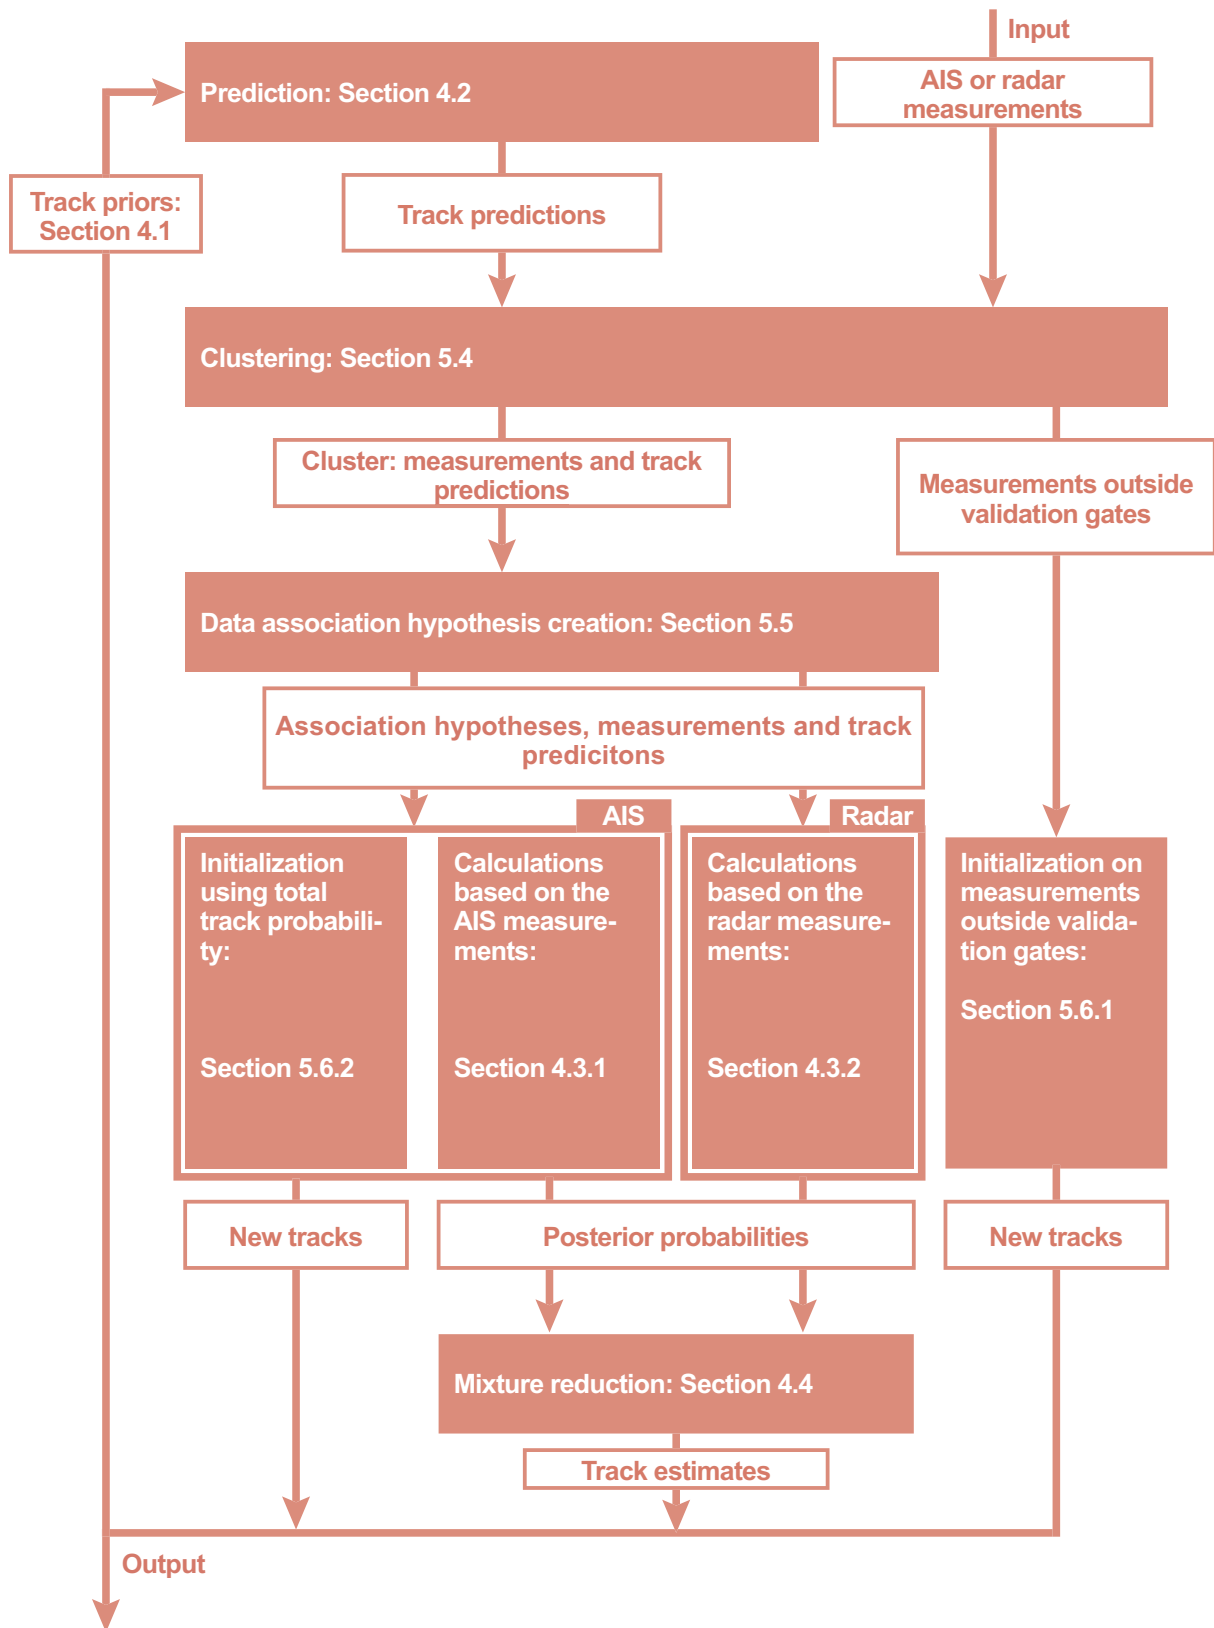 Input
Prediction: Section 4.2
AIS or radar
measurements
Track priors:
Section 4.1
Track predictions
Clustering: Section 5.4
Cluster: measurements and track
predictions
Measurements outside
validation gates
Data association hypothesis creation: Section 5.5
Association hypotheses, measurements and track
predicitons
AIS
Radar
Initialization
using total
track probabili-
ty:
Section 5.6.2
Calculations
based on the
AIS measure-
ments:
Section 4.3.1
Calculations
based on the
radar measure-
ments:
Section 4.3.2
Initialization on
measurements
outside valida-
tion gates:
Section 5.6.1
New tracks
Posterior probabilities
New tracks
Mixture reduction: Section 4.4
Track estimates
Output